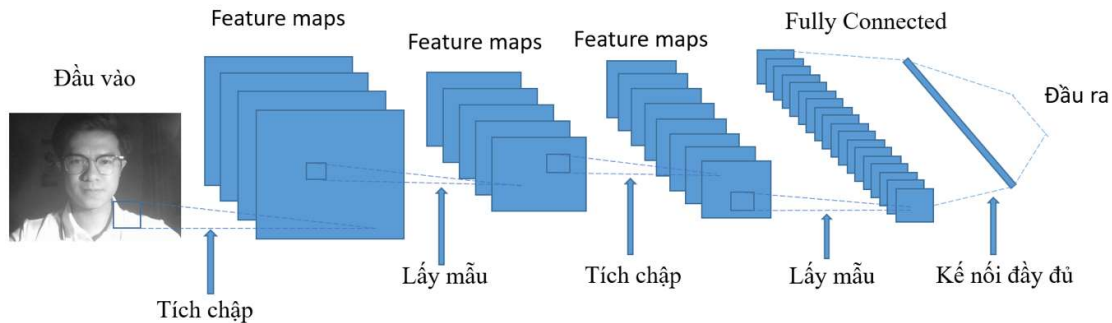 Feature maps
Feature maps
Feature maps
Fully Connected
Đầu vào
Đầu ra
Tích chập
Lấy mẫu
Tích chập
Lấy mẫu
Kế nối đầy đủ